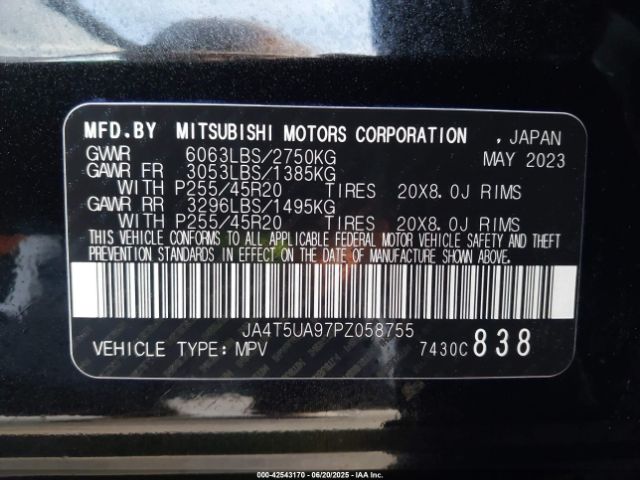 MFD.BY MITSUBISHI MOTORS CORPORATION , JAPAN
GVWR 6063LBS/2750KG MAY 2023
GAWR FR 3053LBS/1385KG
WITH P255/45R20 TIRES 20X8.0J RIMS
GAWR RR 3296LBS/1495KG
WITH P255/45R20 TIRES 20X8.0J RIMS
THIS VEHICLE CONFORMS TO ALL APPLICABLE FEDERAL MOTOR VEHICLE SAFETY AND THEFT
PREVENTION STANDARDS IN EFFECT ON THE DATE OF MANUFACTURE SHOWN ABOVE.
JA4T5UA97PZ058755
VEHICLE TYPE: MPV 7430C 838
IAA-42543170 — 06/20/2025 — IAAI.com